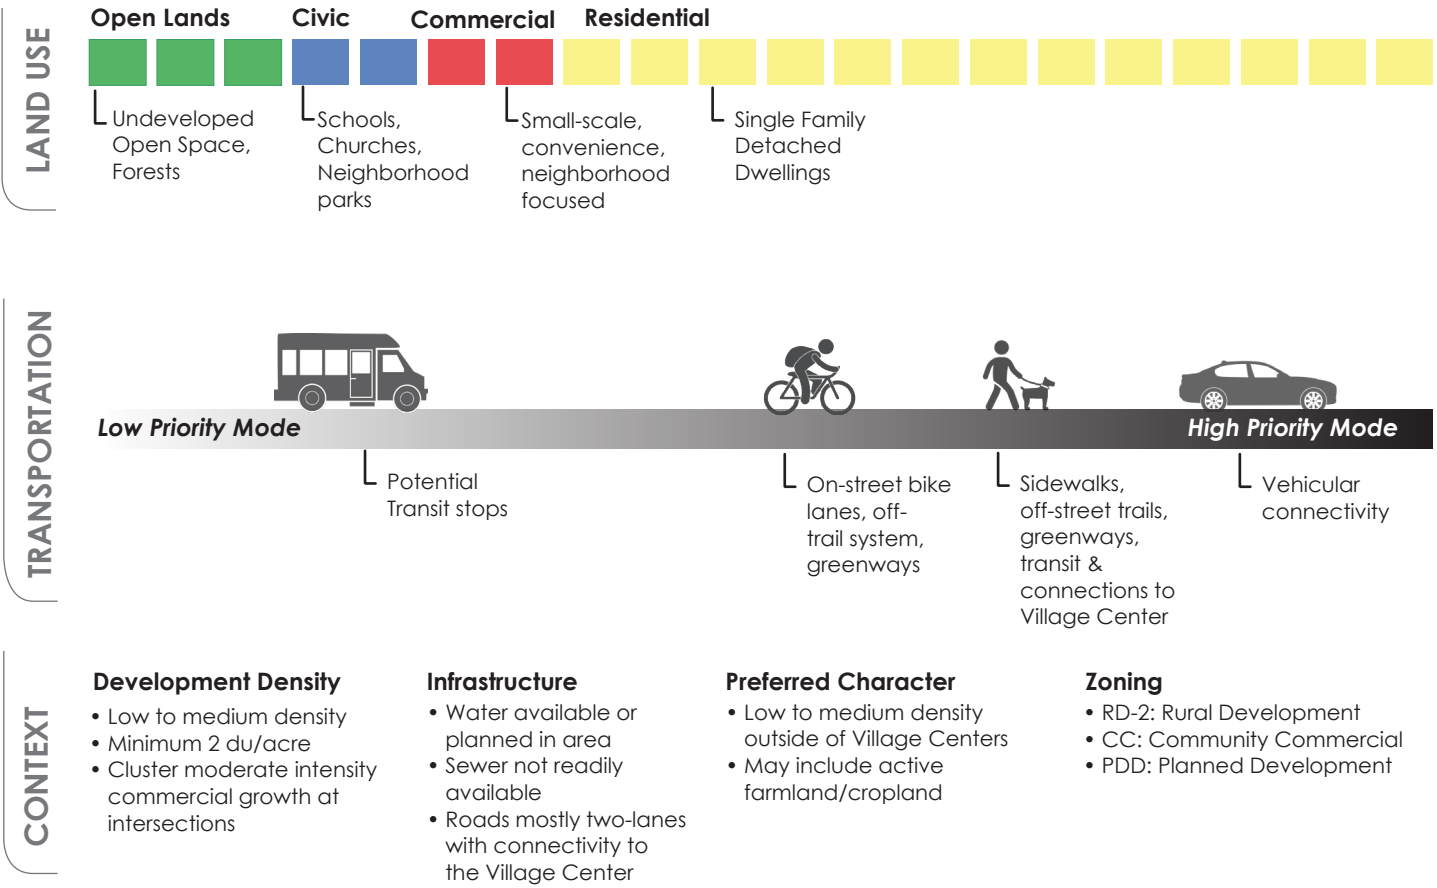 LAND USE
Open Lands
Civic
Commercial
Residential
Undeveloped
Open Space,
Forests
Schools,
Churches,
Neighborhood
parks
Small-scale,
convenience,
neighborhood
focused
Single Family
Detached
Dwellings
TRANSPORTATION
Low Priority Mode
High Priority Mode
Potential
Transit stops
On-street bike
lanes, off-
trail system,
greenways
Sidewalks,
off-street trails,
greenways,
transit &
connections to
Village Center
Vehicular
connectivity
CONTEXT
Development Density
• Low to medium density
• Minimum 2 du/acre
• Cluster moderate intensity
commercial growth at
intersections
Infrastructure
• Water available or
planned in area
• Sewer not readily
available
• Roads mostly two-lanes
with connectivity to
the Village Center
Preferred Character
• Low to medium density
outside of Village Centers
• May include active
farmland/cropland
Zoning
• RD-2: Rural Development
• CC: Community Commercial
• PDD: Planned Development